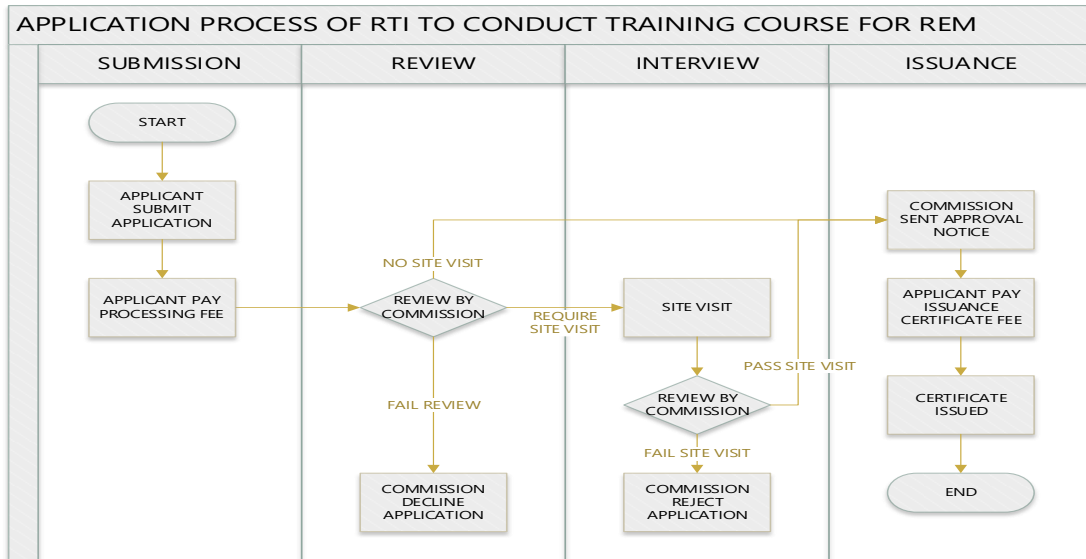 APPLICATION PROCESS OF RTI TO CONDUCT TRAINING COURSE FOR REM
SUBMISSION
REVIEW
INTERVIEW
ISSUANCE
START
APPLICANT
SUBMIT
APPLICATION
APPLICANT PAY
PROCESSING FEE
NO SITE VISIT
REVIEW BY
COMMISSION
REQUIRE
SITE VISIT
FAIL REVIEW
COMMISSION
DECLINE
APPLICATION
SITE VISIT
PASS SITE VISIT
REVIEW BY
COMMISSION
FAIL SITE VISIT
COMMISSION
REJECT
APPLICATION
COMMISSION
SENT APPROVAL
NOTICE
APPLICANT PAY
ISSUANCE
CERTIFICATE FEE
CERTIFICATE
ISSUED
END